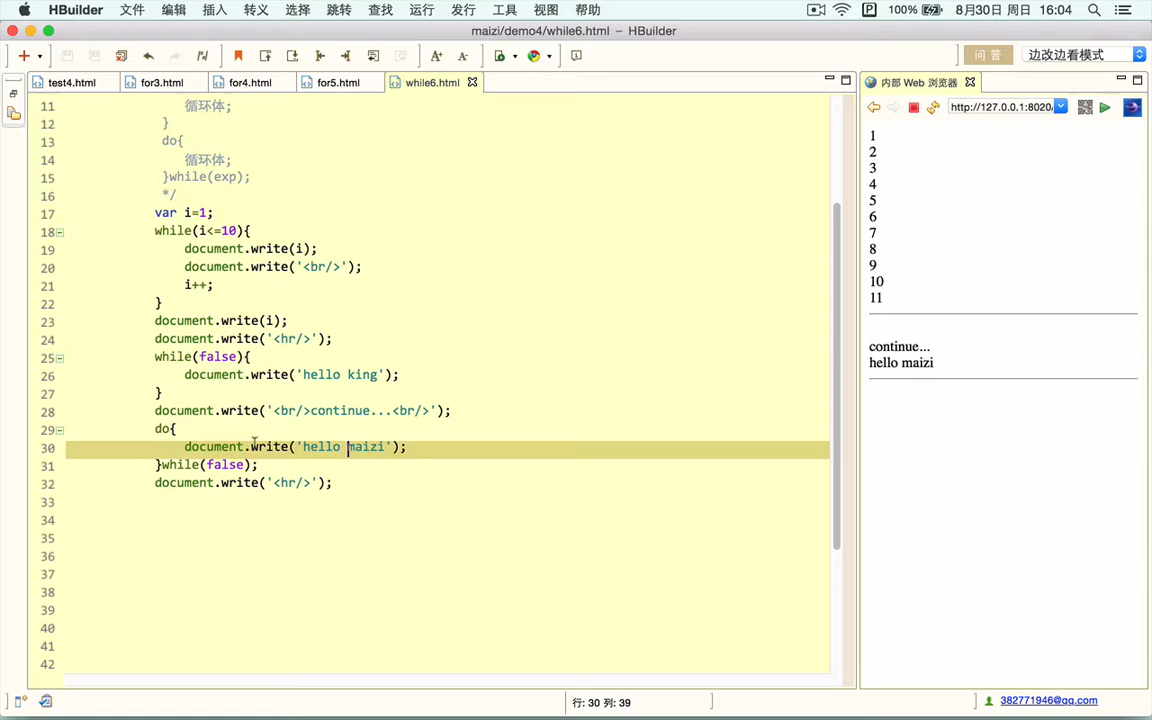 HBuilder 文件 编辑 插入 转义 选择 跳转 查找 运行 发行 工具 视图 帮助 100% 8月30日 周日 16:04
maizi/demo4/while6.html – HBuilder
问答 边改边看模式
test4.html for3.html for4.html for5.html while6.html 内部 Web 浏览器
http://127.0.0.1:8020/
11 循环体;
12 }
13 do{
14 循环体;
15 }while(exp);
16 */
17 var i=1;
18 while(i<=10){
19 document.write(i);
20 document.write('<br/>');
21 i++;
22 }
23 document.write(i);
24 document.write('<hr/>');
25 while(false){
26 document.write('hello king');
27 }
28 document.write('<br/>continue...<br/>');
29 do{
30 document.write('hello maizi');
31 }while(false);
32 document.write('<hr/>');
33
34
35
36
37
38
39
40
41
42
1
2
3
4
5
6
7
8
9
10
11
continue...
hello maizi
行: 30 列: 39
382771946@qq.com